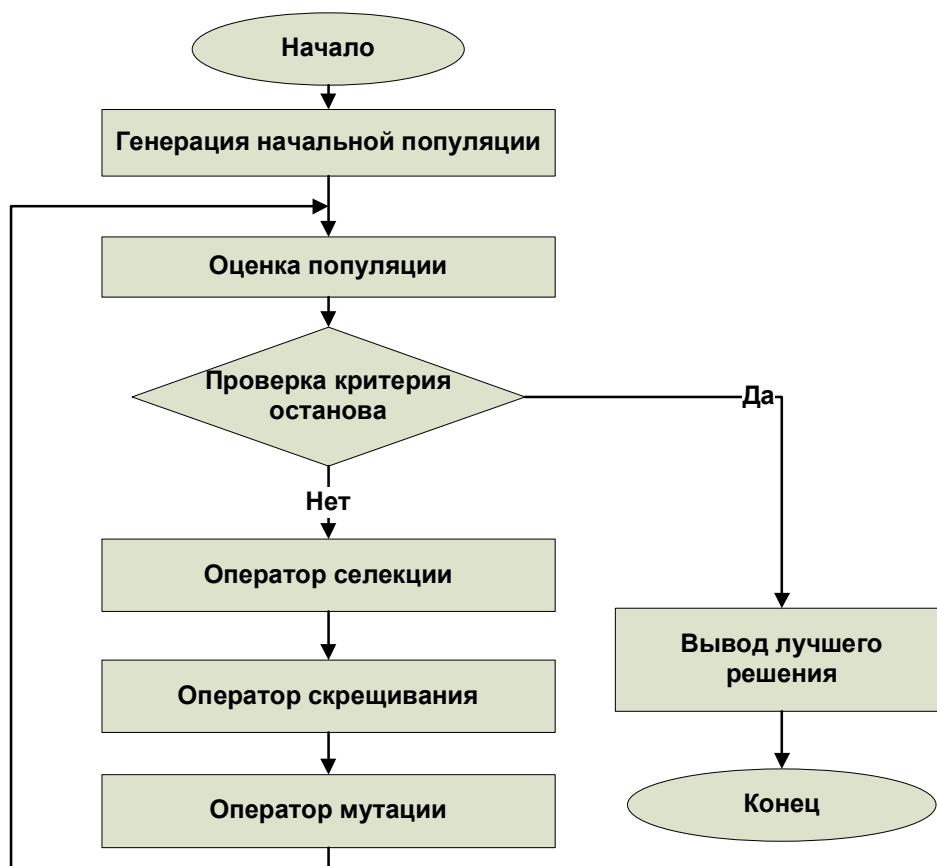 Начало
Генерация начальной популяции
Оценка популяции
Проверка критерия
останова
Да
Нет
Оператор селекции
Вывод лучшего
решения
Оператор скрещивания
Оператор мутации
Конец